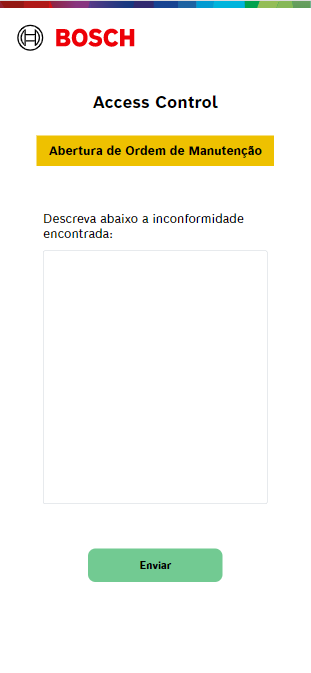 BOSCH
Access Control
Abertura de Ordem de Manutenção
Descreva abaixo a inconformidade
encontrada:
Enviar